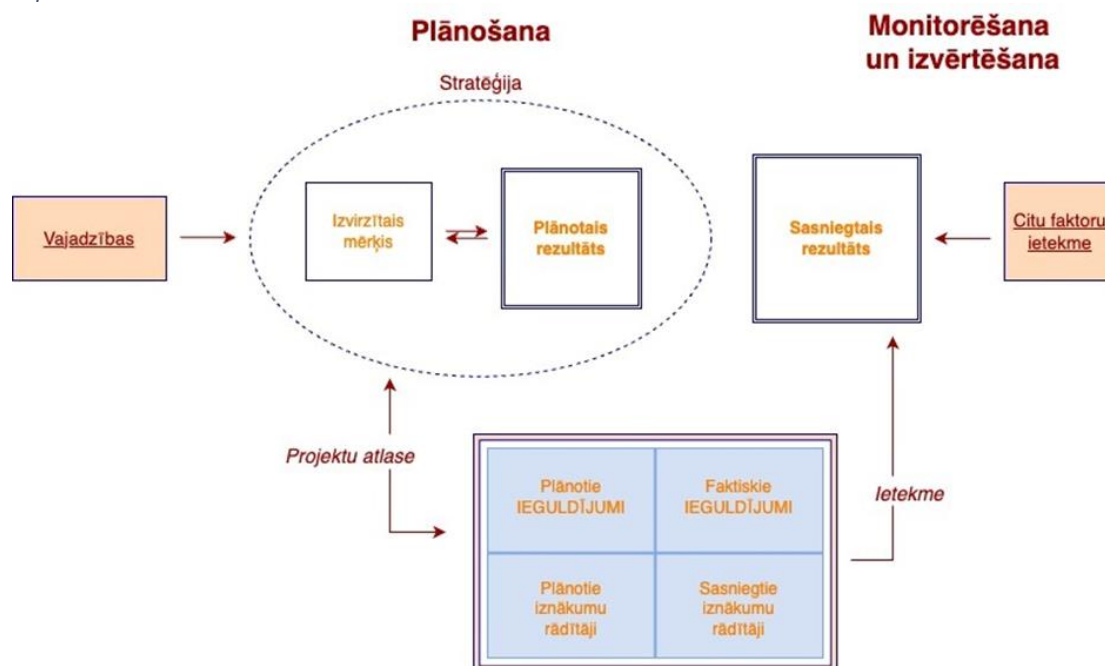 Plānošana
Monitorēšana
un izvērtēšana
Stratēģija
Vajadzības
Izvirzītais
mērķis
Plānotais
rezultāts
Sasniegtais
rezultāts
Citu faktoru
ietekme
Projektu atlase
Plānotie
IEGULDĪJUMI
Faktiskie
IEGULDĪJUMI
Ietekme
Plānotie
iznākumu
rādītāji
Sasniegtie
iznākumu
rādītāji